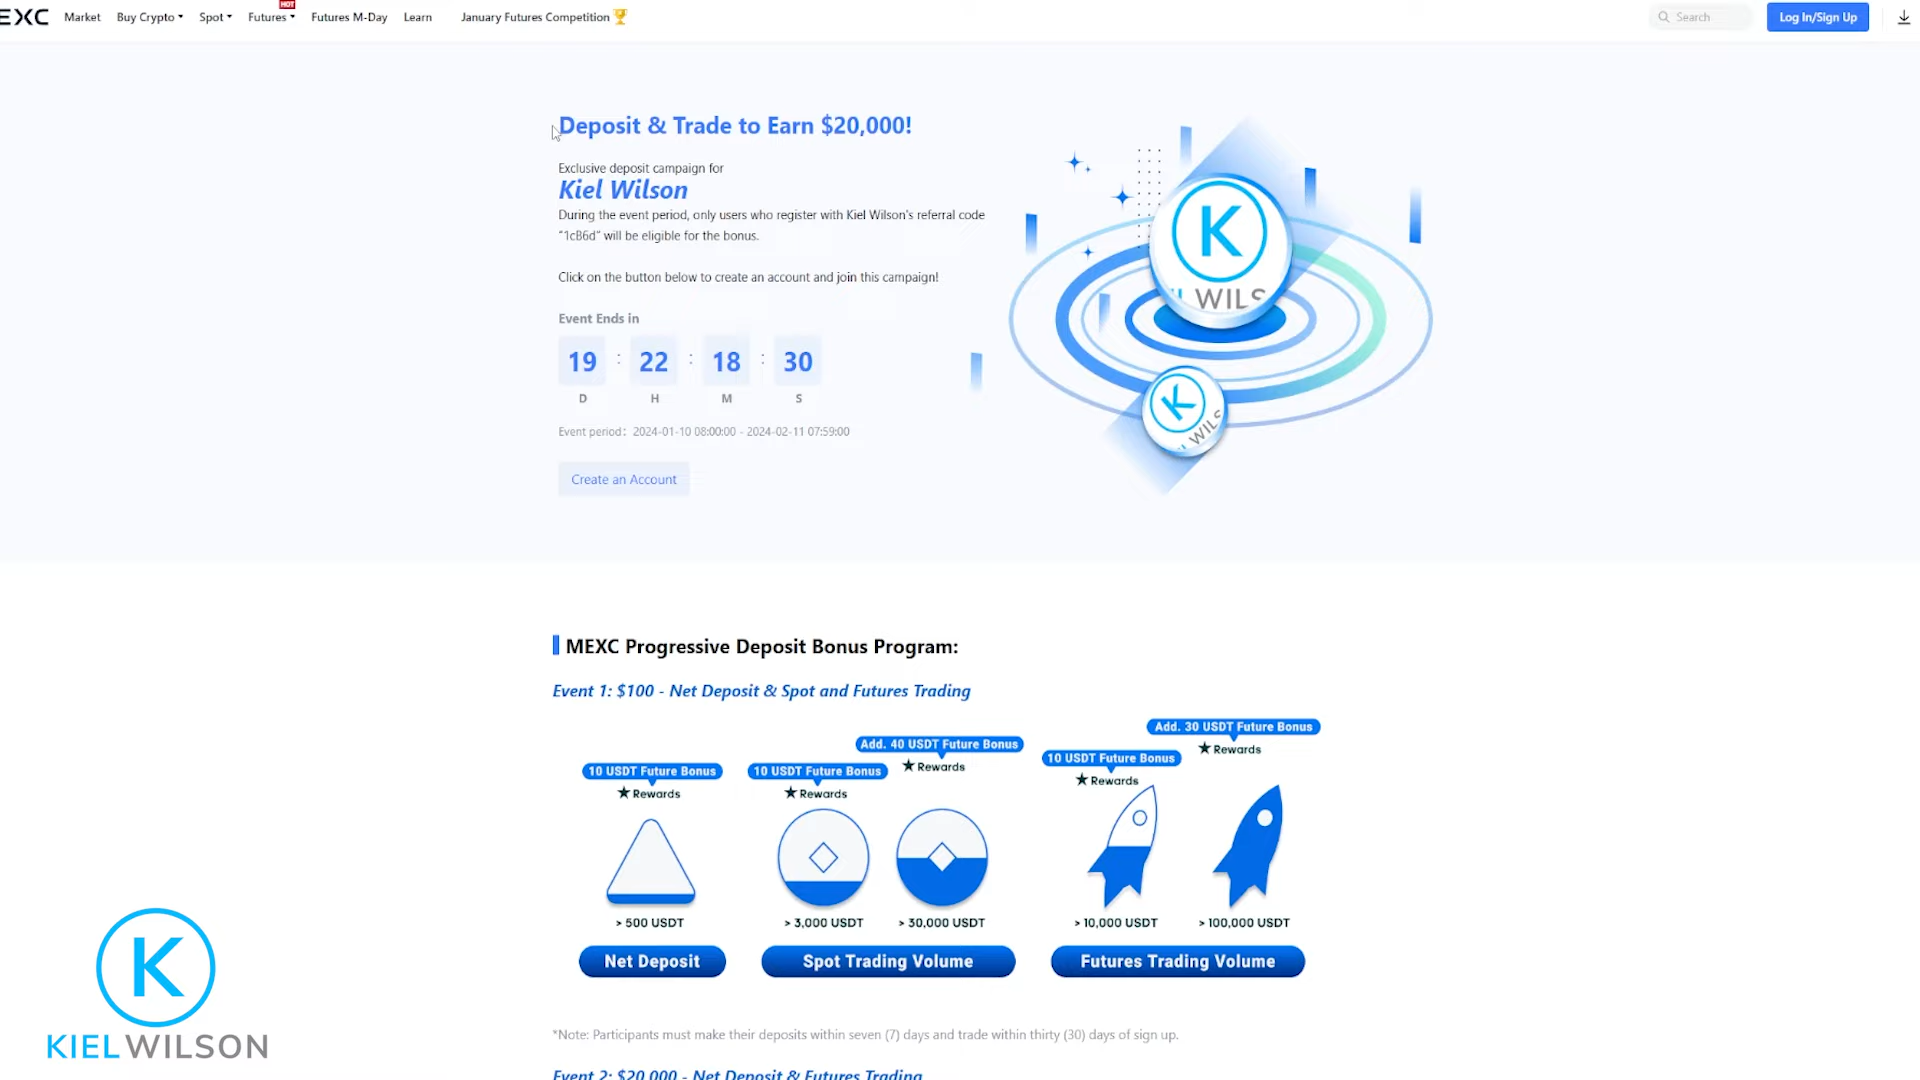 EXC
Market
Buy Crypto
Spot
Futures
HOT
Futures M-Day
Learn
January Futures Competition
Search
Log In/Sign Up
Deposit & Trade to Earn $20,000!
Exclusive deposit campaign for
Kiel Wilson
During the event period, only users who register with Kiel Wilson's referral code
"1cB6d" will be eligible for the bonus.
Click on the button below to create an account and join this campaign!
Event Ends in
19 : 22 : 18 : 30
D H M S
Event period: 2024-01-10 08:00:00 - 2024-02-11 07:59:00
Create an Account
K
WILS
K
WILS
MEXC Progressive Deposit Bonus Program:
Event 1: $100 - Net Deposit & Spot and Futures Trading
10 USDT Future Bonus
Rewards
> 500 USDT
Net Deposit
10 USDT Future Bonus
Rewards
> 3,000 USDT
Add. 40 USDT Future Bonus
Rewards
> 30,000 USDT
Spot Trading Volume
10 USDT Future Bonus
Rewards
> 10,000 USDT
Add. 30 USDT Future Bonus
Rewards
> 100,000 USDT
Futures Trading Volume
*Note: Participants must make their deposits within seven (7) days and trade within thirty (30) days of sign up.
Event 2: $20,000 - Net Deposit & Futures Trading
K
KIELWILSON